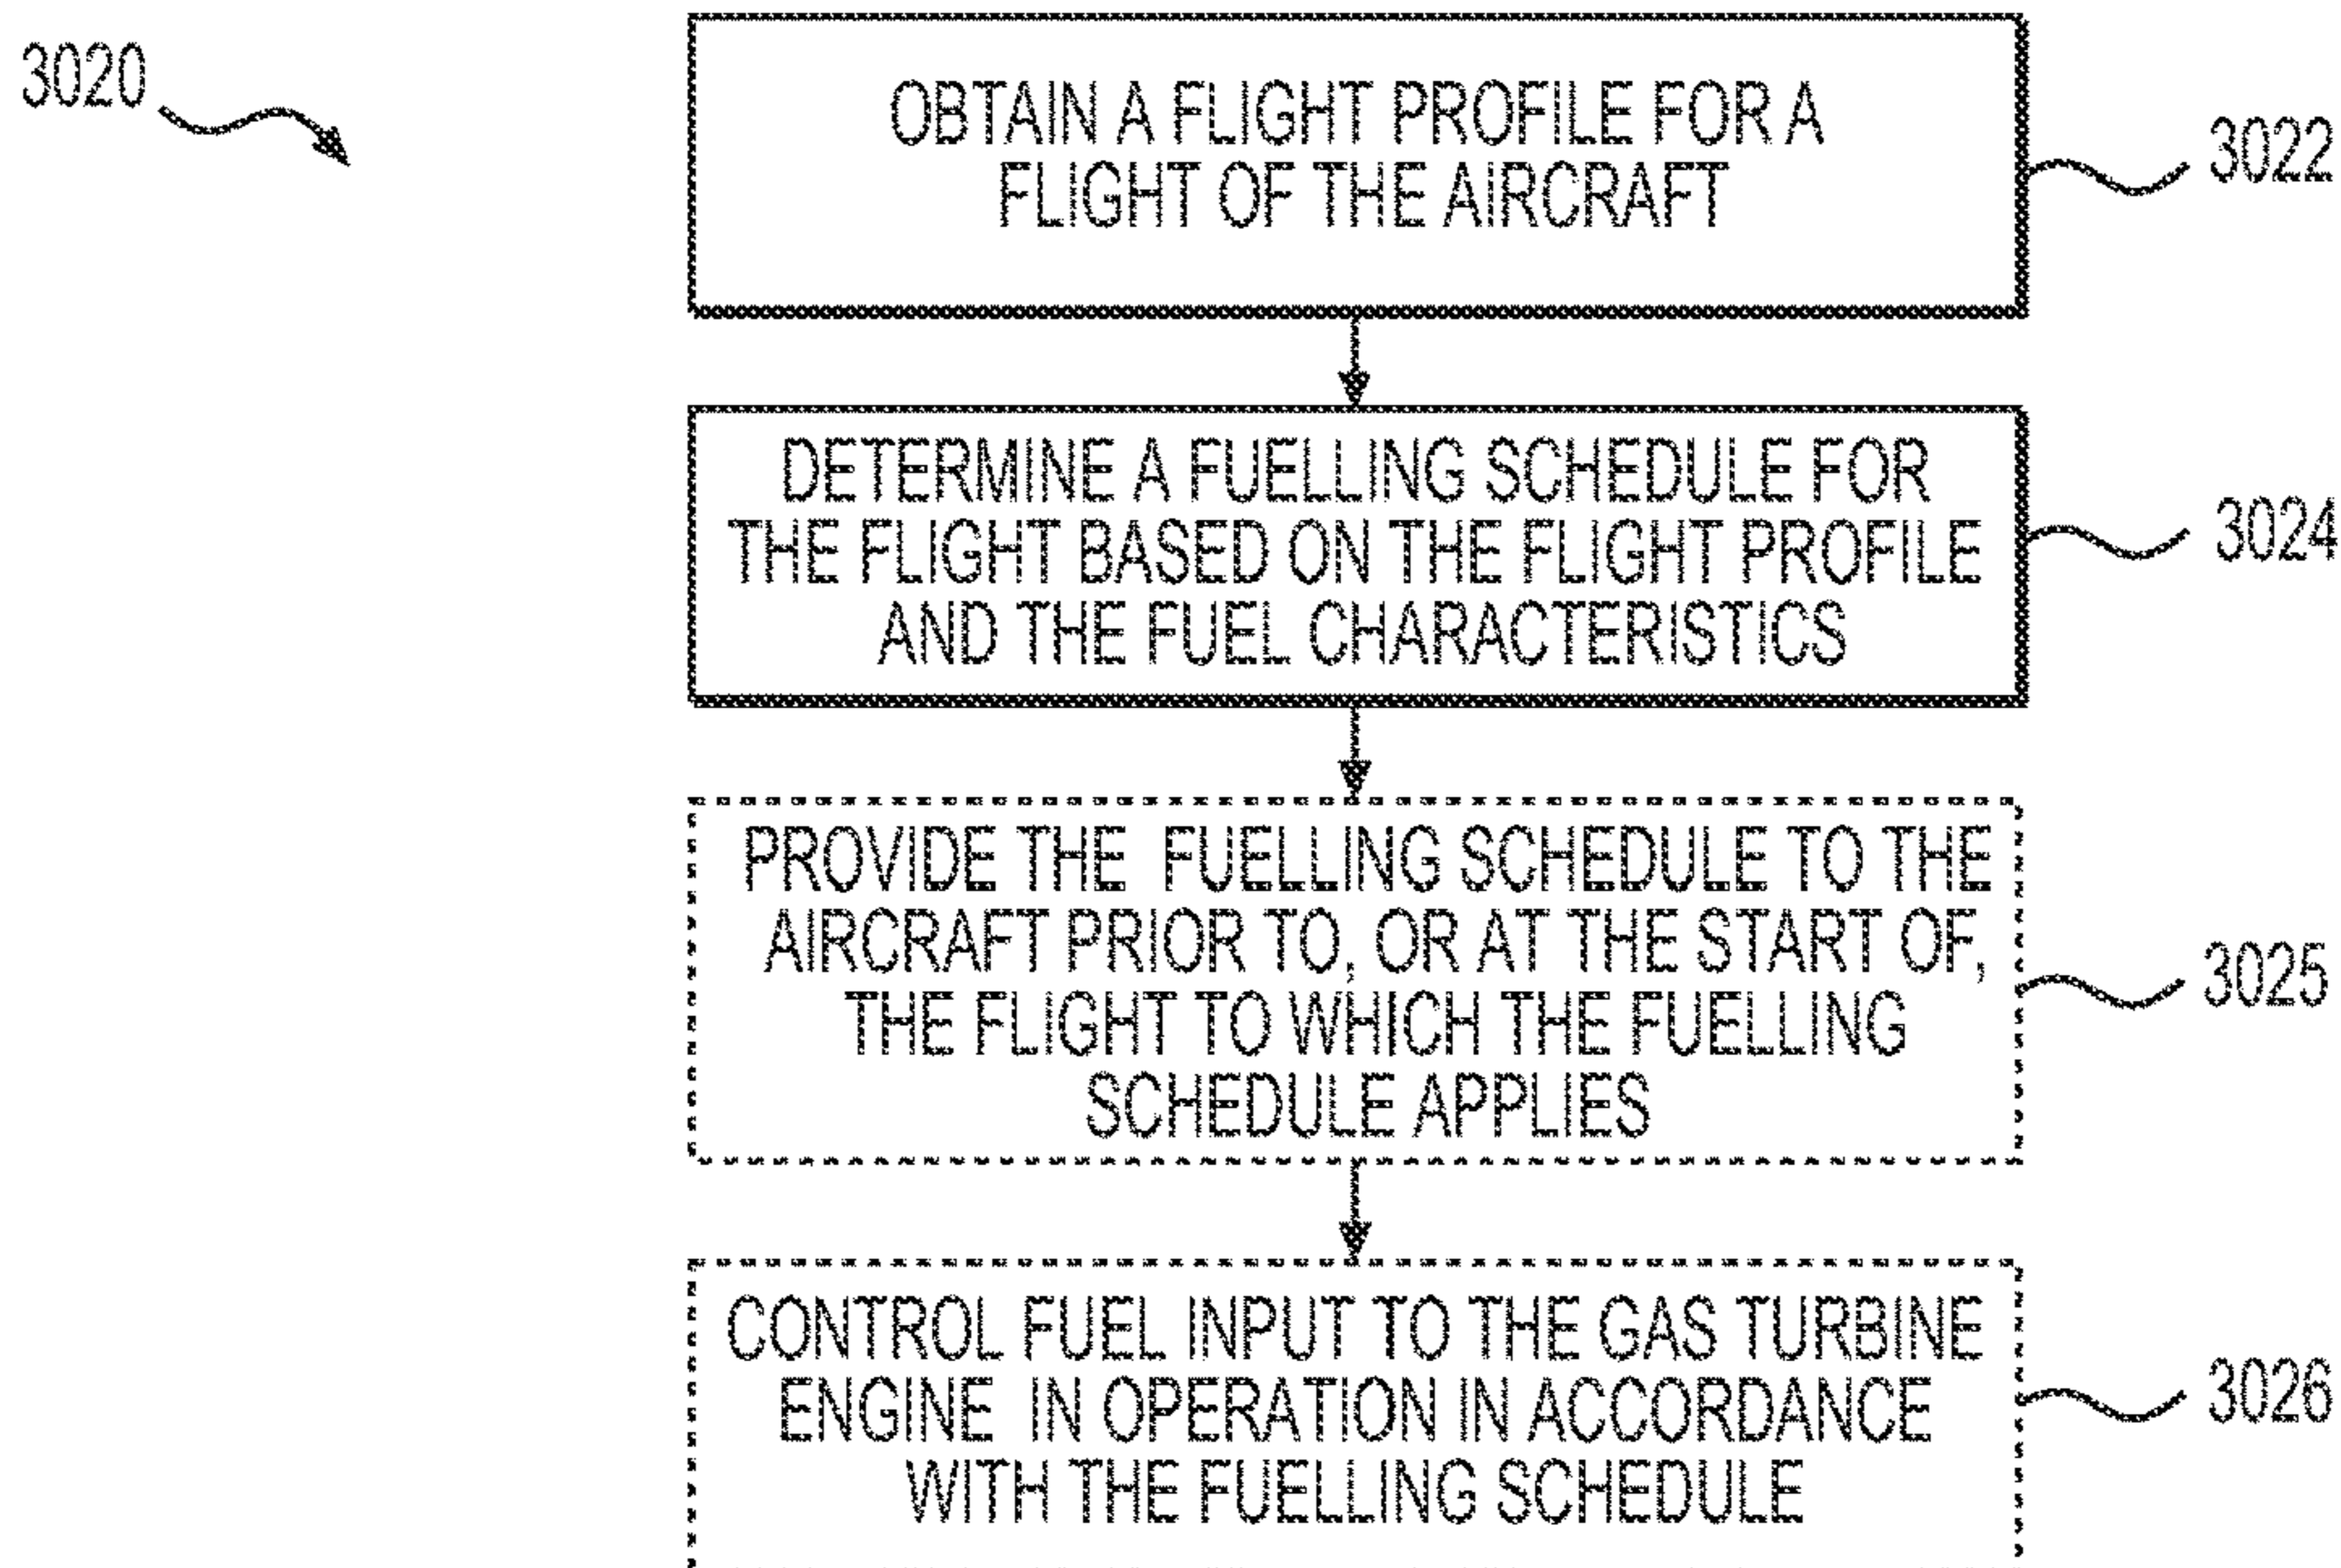 3020
OBTAIN A FLIGHT PROFILE FOR A
FLIGHT OF THE AIRCRAFT
3022
DETERMINE A FUELLING SCHEDULE FOR
THE FLIGHT BASED ON THE FLIGHT PROFILE
AND THE FUEL CHARACTERISTICS
3024
PROVIDE THE FUELLING SCHEDULE TO THE
AIRCRAFT PRIOR TO, OR AT THE START OF,
THE FLIGHT TO WHICH THE FUELLING
SCHEDULE APPLIES
3025
CONTROL FUEL INPUT TO THE GAS TURBINE
ENGINE IN OPERATION IN ACCORDANCE
WITH THE FUELLING SCHEDULE
3026